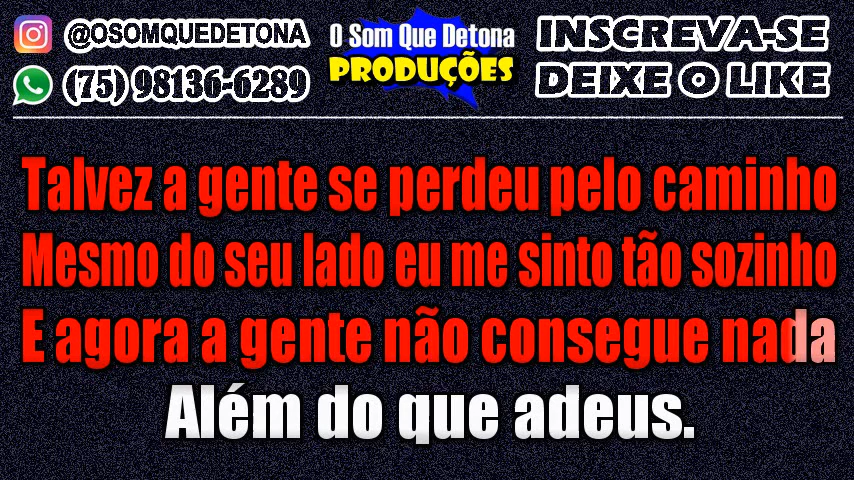 @OSOMQUEDETONA
(75) 98136-6289
O Som Que Detona
PRODUÇÕES
INSCREVA-SE
DEIXE O LIKE
Talvez a gente se perdeu pelo caminho
Mesmo do seu lado eu me sinto tão sozinho
E agora a gente não consegue nada
Além do que adeus.